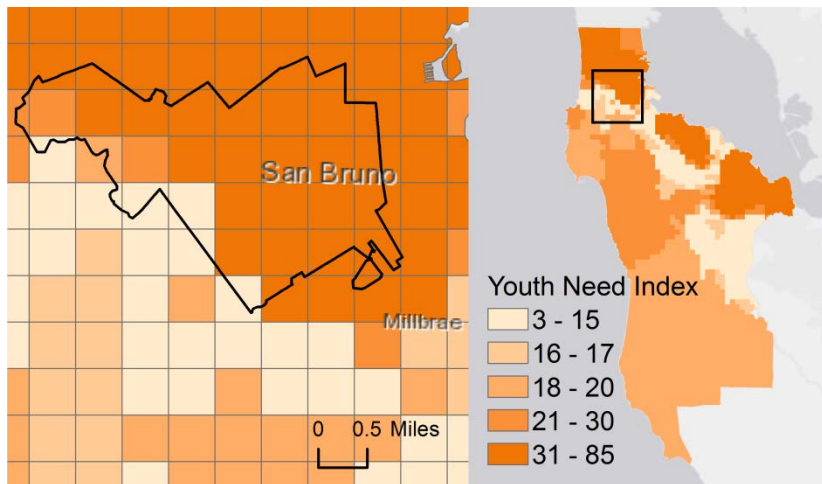 San Bruno
Millbrae
0 0.5 Miles
Youth Need Index
3 - 15
16 - 17
18 - 20
21 - 30
31 - 85